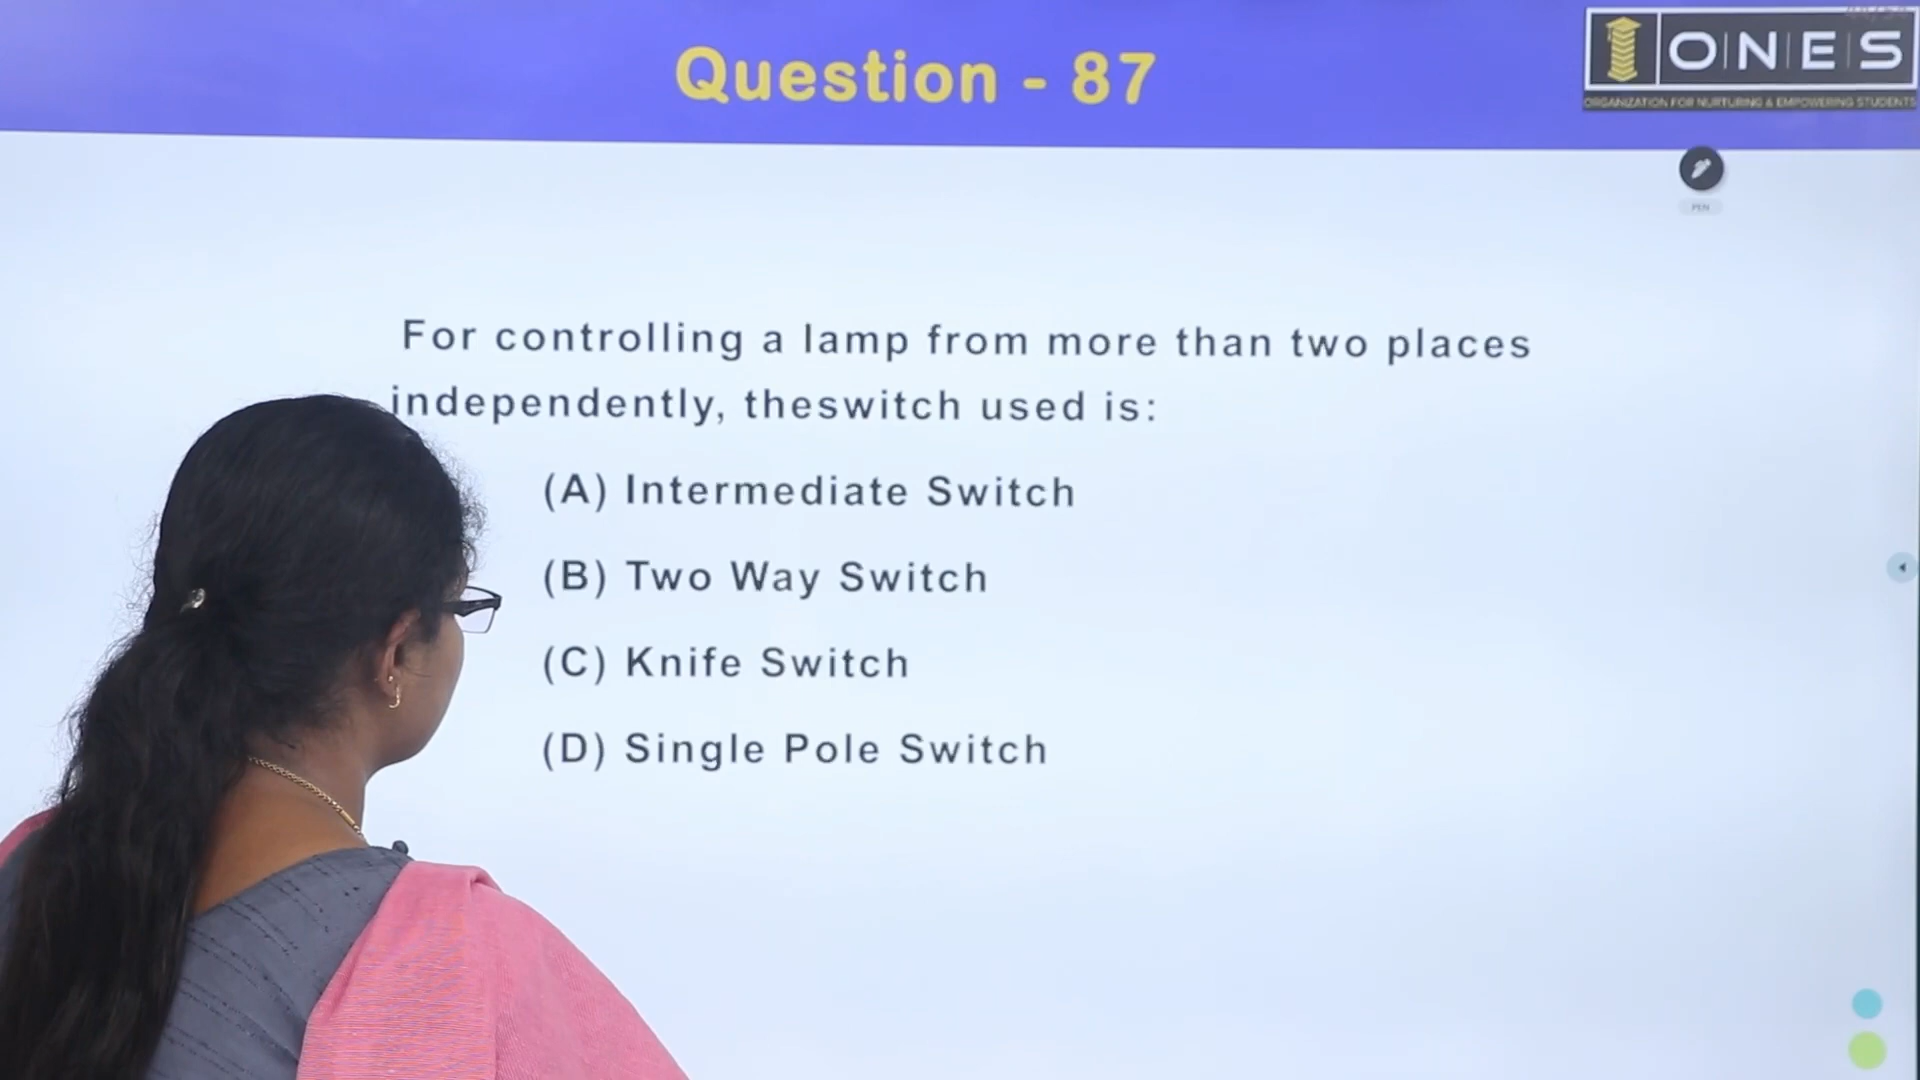 Question - 87
O|N|E|S
ORGANIZATION FOR NURTURING & EMPOWERING STUDENTS
PEN
For controlling a lamp from more than two places
independently, theswitch used is:
(A) Intermediate Switch
(B) Two Way Switch
(C) Knife Switch
(D) Single Pole Switch